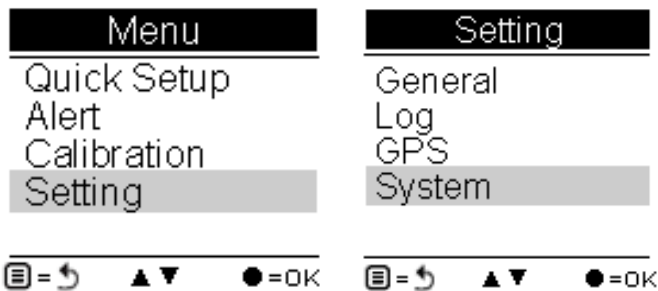 Menu
Quick Setup
Alert
Calibration
Setting
= ▲ ▼ ●=OK
Setting
General
Log
GPS
System
= ▲ ▼ ●=OK